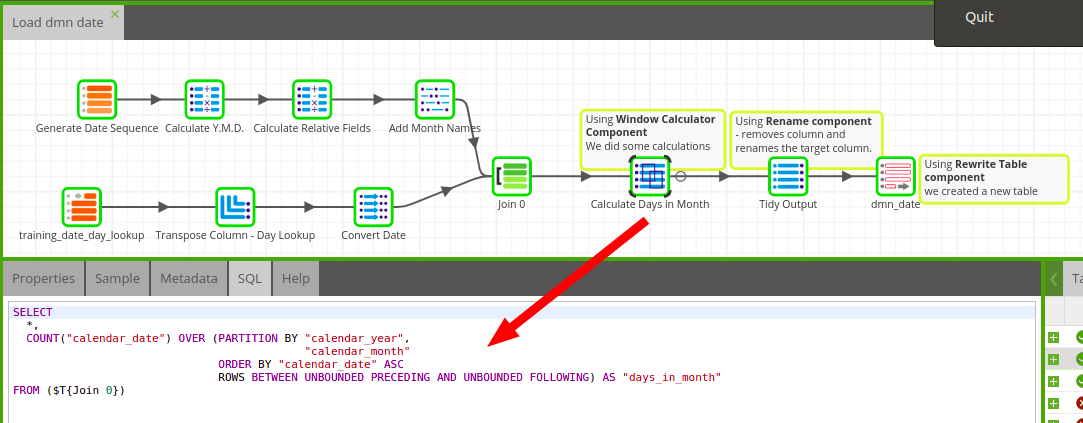 Quit
Load dmn date
Generate Date Sequence
Calculate Y.M.D.
Calculate Relative Fields
Add Month Names
Using Window Calculator
Component
We did some calculations
Using Rename component
- removes column and
renames the target column.
Using Rewrite Table
component
we created a new table
Join 0
Calculate Days in Month
Tidy Output
dmn_date
training_date_day_lookup
Transpose Column - Day Lookup
Convert Date
Properties
Sample
Metadata
SQL
Help
SELECT
*,
COUNT("calendar_date") OVER (PARTITION BY "calendar_year",
"calendar_month"
ORDER BY "calendar_date" ASC
ROWS BETWEEN UNBOUNDED PRECEDING AND UNBOUNDED FOLLOWING) AS "days_in_month"
FROM ($T{Join 0})